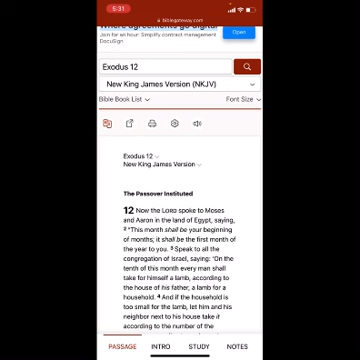 5:31
biblegateway.com
Where agreements go digital
Join for an hour. Simplify contract management
DocuSign
Open
Exodus 12
New King James Version (NKJV)
Bible Book List
Font Size
Exodus 12
New King James Version
The Passover Instituted
12 Now the LORD spoke to Moses
and Aaron in the land of Egypt, saying,
2 "This month shall be your beginning
of months; it shall be the first month of
the year to you. 3 Speak to all the
congregation of Israel, saying: 'On the
tenth of this month every man shall
take for himself a lamb, according to
the house of his father, a lamb for a
household. 4 And if the household is
too small for the lamb, let him and his
neighbor next to his house take it
according to the number of the
PASSAGE
INTRO
STUDY
NOTES